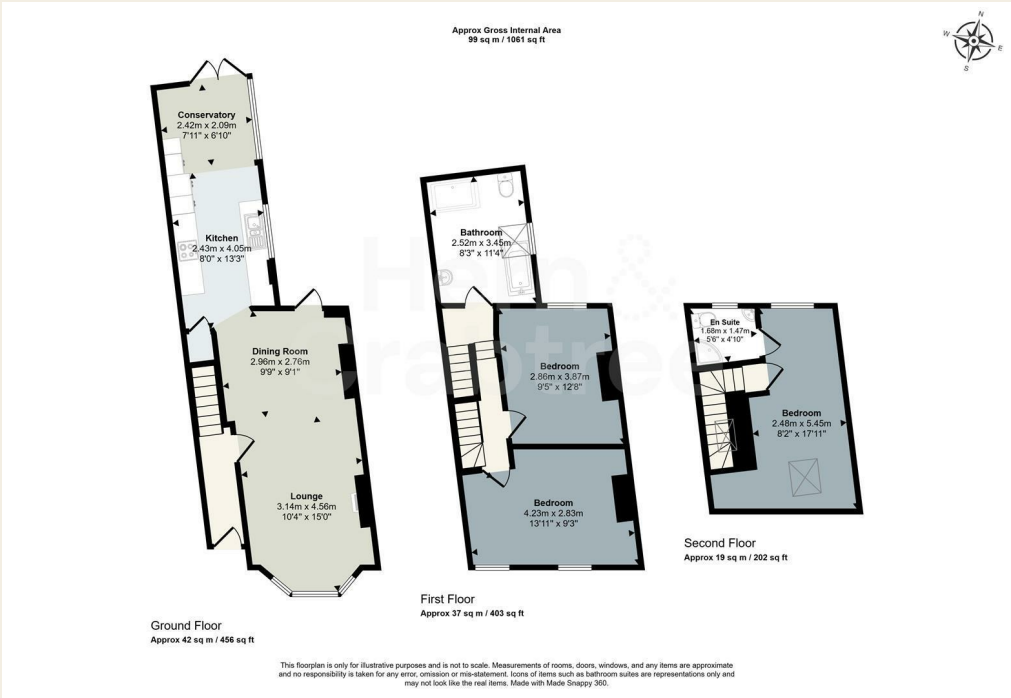 Approx Gross Internal Area
99 sq m / 1061 sq ft
N
W
E
S
Conservatory
2.42m x 2.09m
7'11" x 6'10"
Kitchen
2.43m x 4.05m
8'0" x 13'3"
Dining Room
2.96m x 2.76m
9'9" x 9'1"
Lounge
3.14m x 4.56m
10'4" x 15'0"
Ground Floor
Approx 42 sq m / 456 sq ft
Bathroom
2.52m x 3.45m
8'3" x 11'4"
Bedroom
2.86m x 3.87m
9'5" x 12'8"
Bedroom
4.23m x 2.83m
13'11" x 9'3"
First Floor
Approx 37 sq m / 403 sq ft
En Suite
1.68m x 1.47m
5'6" x 4'10"
Bedroom
2.48m x 5.45m
8'2" x 17'11"
Second Floor
Approx 19 sq m / 202 sq ft
Ham &
Crabtree
This floorplan is only for illustrative purposes and is not to scale. Measurements of rooms, doors, windows, and any items are approximate
and no responsibility is taken for any error, omission or mis-statement. Icons of items such as bathroom suites are representations only and
may not look like the real items. Made with Made Snappy 360.